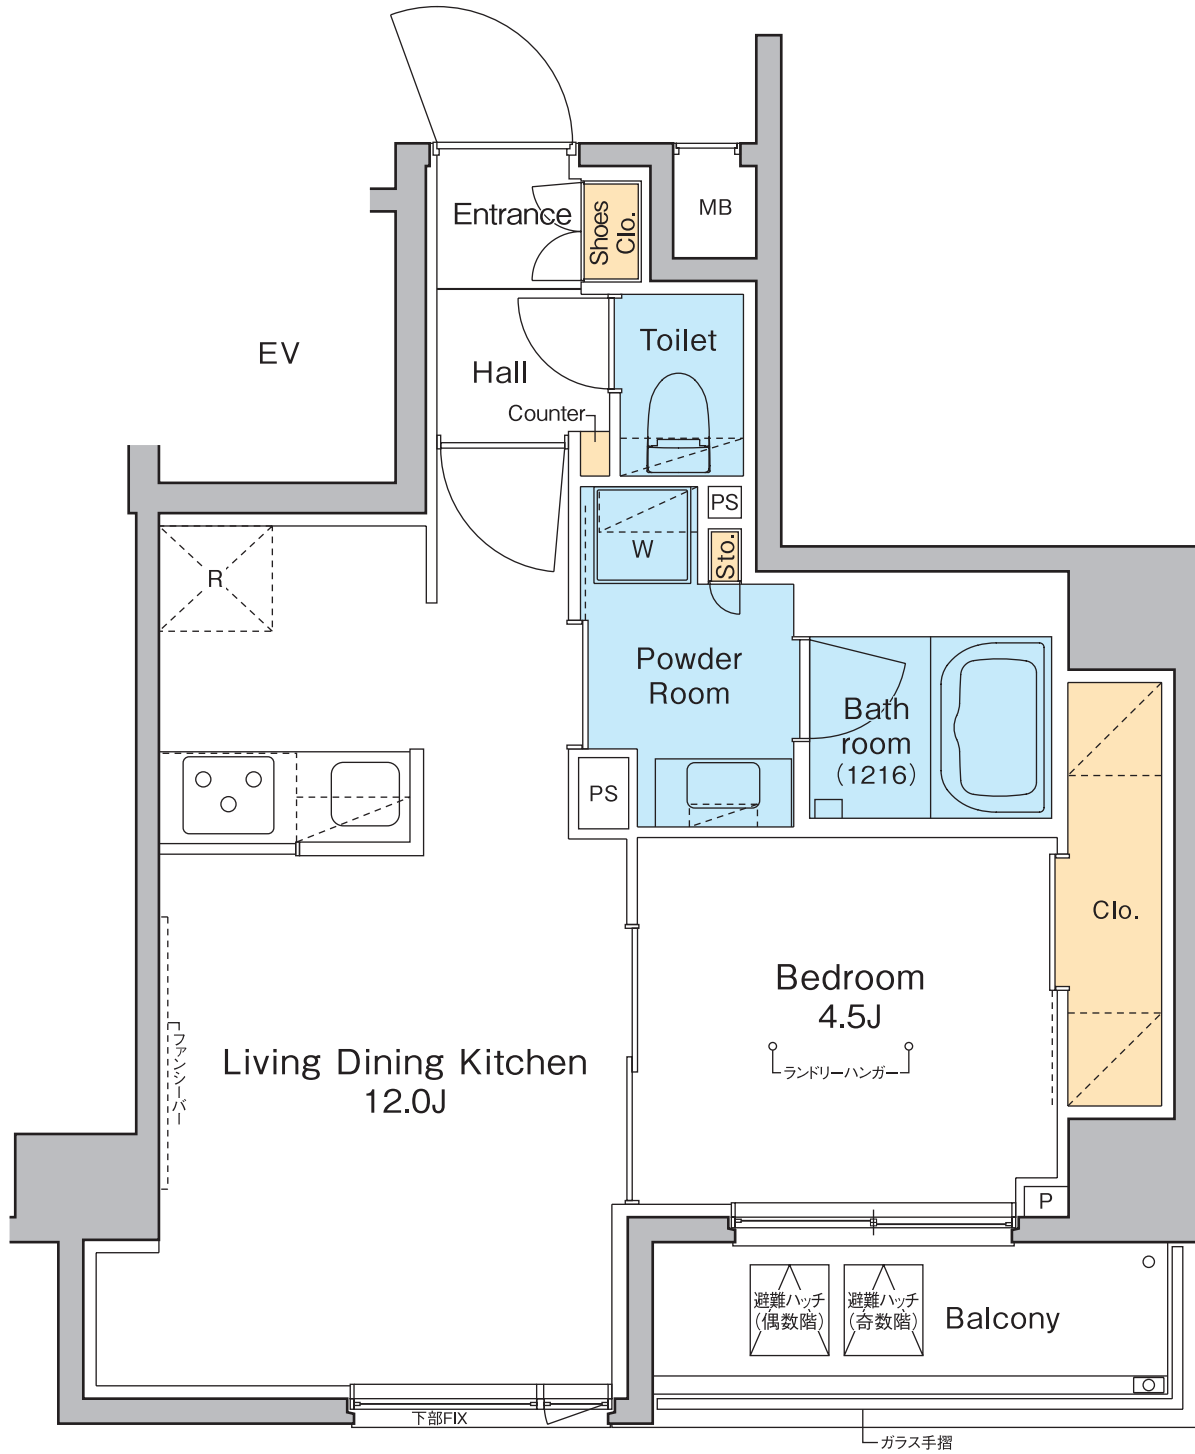 Entrance
Shoes
Clo.
MB
EV
Hall
Toilet
Counter
PS
R
W
Sto.
Powder
Room
Bath
room
(1216)
PS
Clo.
Bedroom
4.5J
ランドリーハンガー
Living Dining Kitchen
12.0J
ファンシーバー
P
避難ハッチ
(偶数階)
避難ハッチ
(奇数階)
Balcony
下部FIX
ガラス手摺